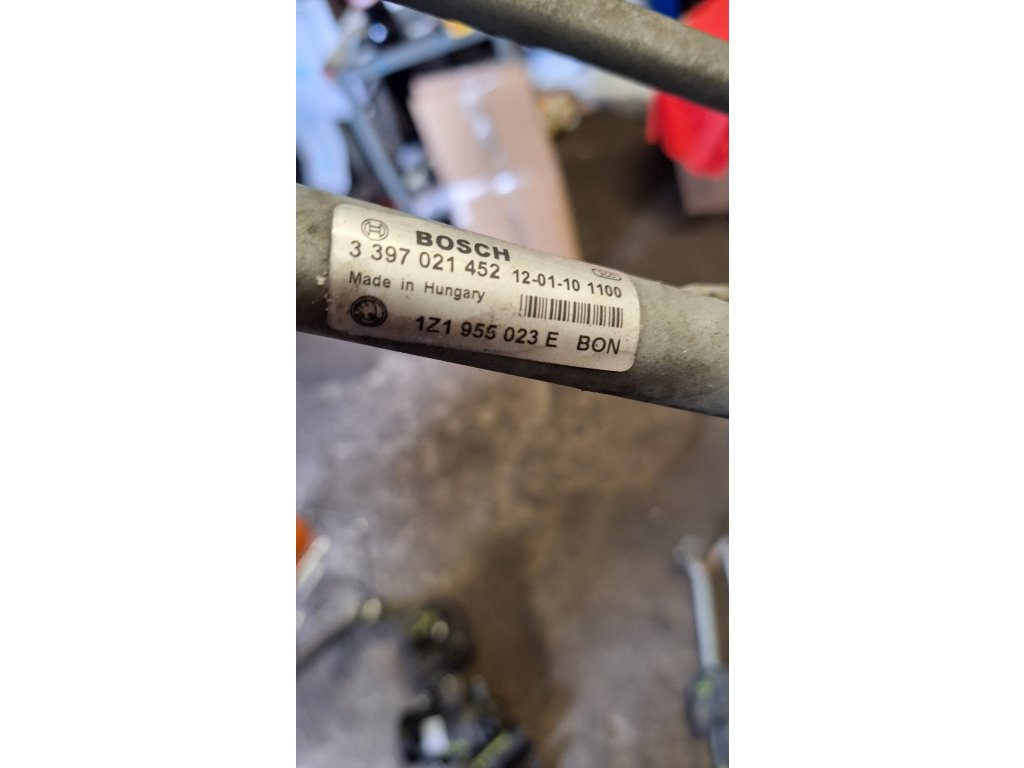 BOSCH
3 397 021 452 12-01-10 1100
Made in Hungary
1Z1 955 023 E BON